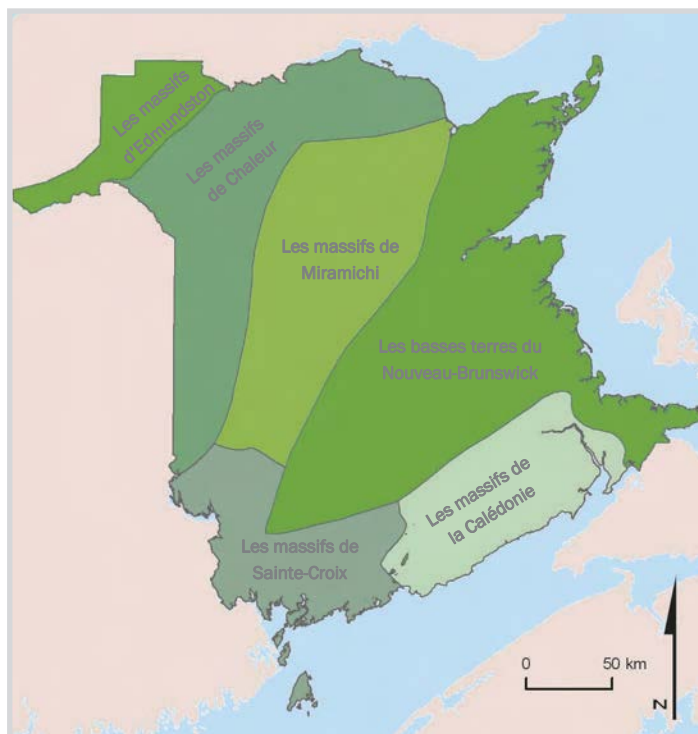 Les massifs
d'Edmundston
Les massifs
de Chaleur
Les massifs de
Miramichi
Les basses terres du
Nouveau-Brunswick
Les massifs de
la Calédonie
Les massifs de
Sainte-Croix
0 50 km
N